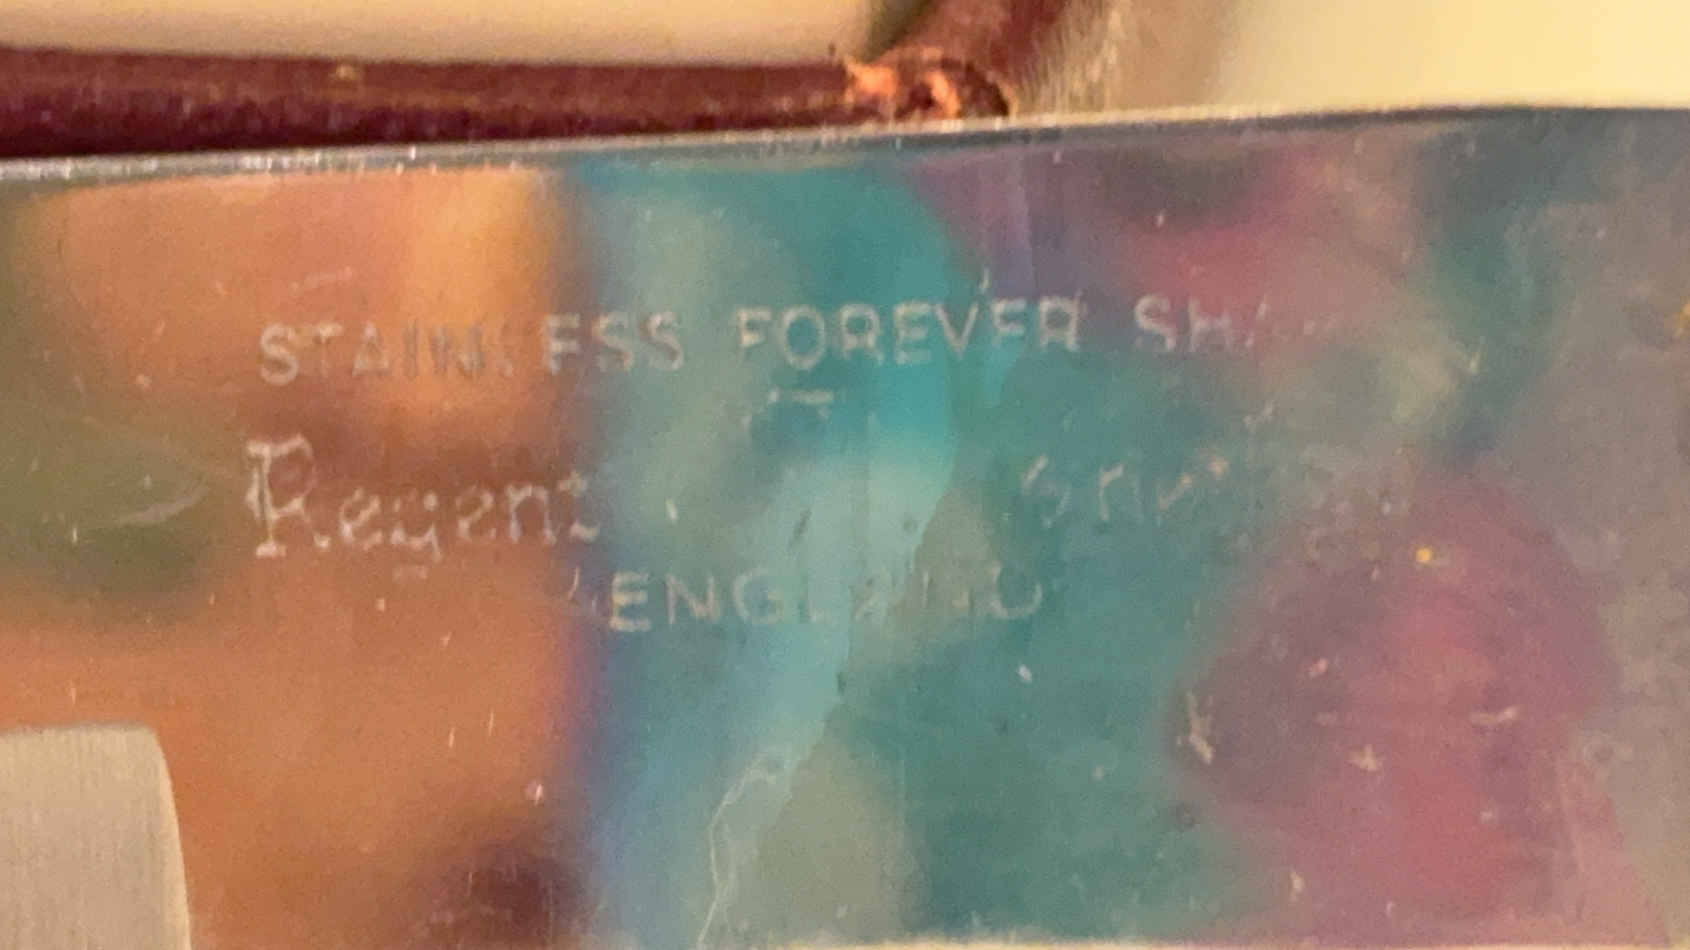 STAINLESS FOREVER
Regent
ENGLAND